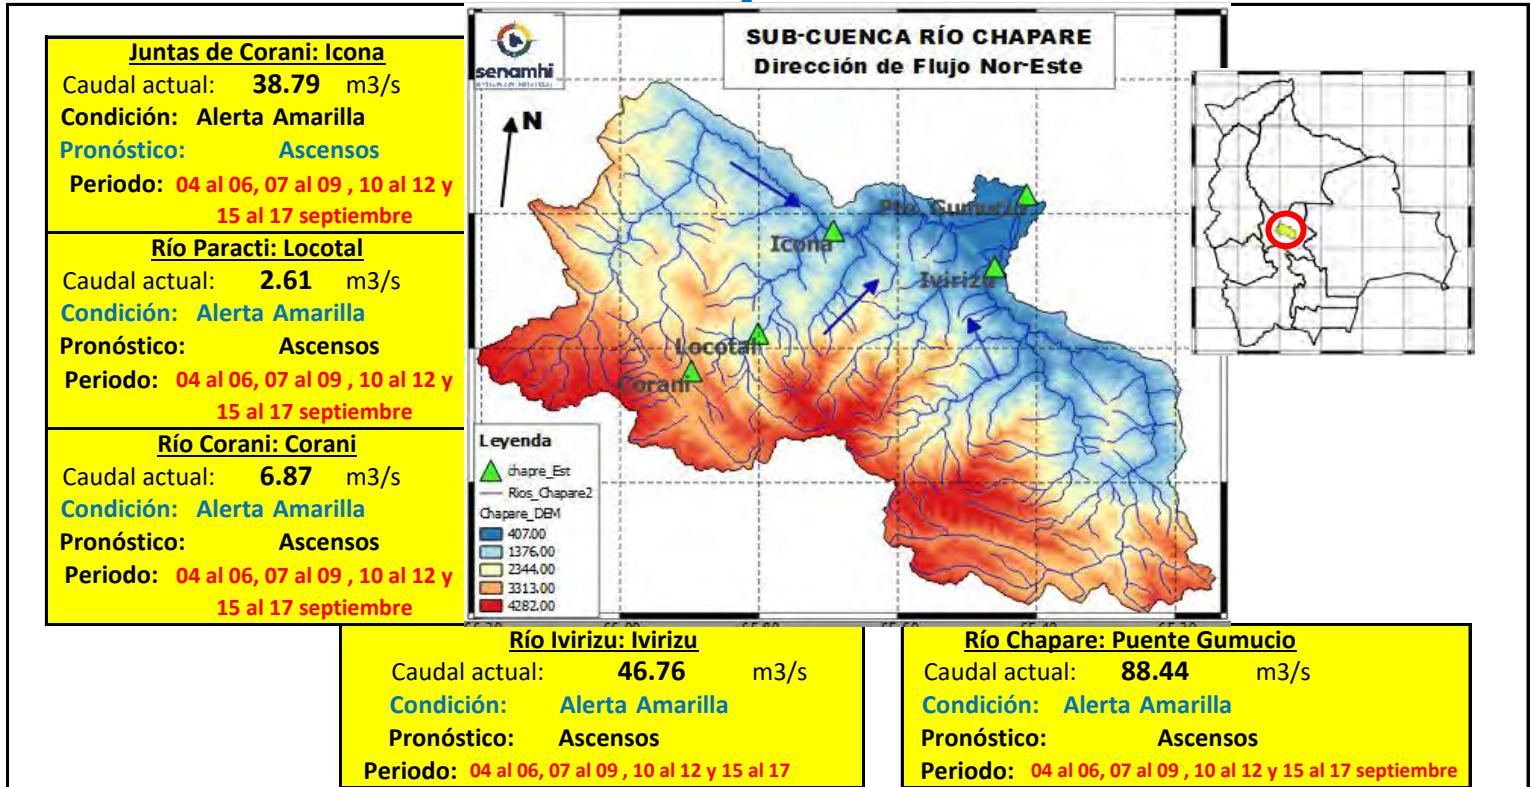 Juntas de Corani: Icona
Caudal actual: 38.79 m3/s
Condición: Alerta Amarilla
Pronóstico: Ascensos
Periodo: 04 al 06, 07 al 09 , 10 al 12 y
15 al 17 septiembre
Río Paracti: Locotal
Caudal actual: 2.61 m3/s
Condición: Alerta Amarilla
Pronóstico: Ascensos
Periodo: 04 al 06, 07 al 09 , 10 al 12 y
15 al 17 septiembre
Río Corani: Corani
Caudal actual: 6.87 m3/s
Condición: Alerta Amarilla
Pronóstico: Ascensos
Periodo: 04 al 06, 07 al 09 , 10 al 12 y
15 al 17 septiembre
senamhi
SUB-CUENCA RÍO CHAPARE
Dirección de Flujo Nor-Este
N
Pto. Gumucio
Icona
Ivirizu
Locotal
Corani
Leyenda
chapre_Est
Rios_Chapare2
Chapare_DEM
407.00
1376.00
2344.00
3313.00
4282.00
Río Ivirizu: Ivirizu
Caudal actual: 46.76 m3/s
Condición: Alerta Amarilla
Pronóstico: Ascensos
Periodo: 04 al 06, 07 al 09 , 10 al 12 y 15 al 17
Río Chapare: Puente Gumucio
Caudal actual: 88.44 m3/s
Condición: Alerta Amarilla
Pronóstico: Ascensos
Periodo: 04 al 06, 07 al 09 , 10 al 12 y 15 al 17 septiembre